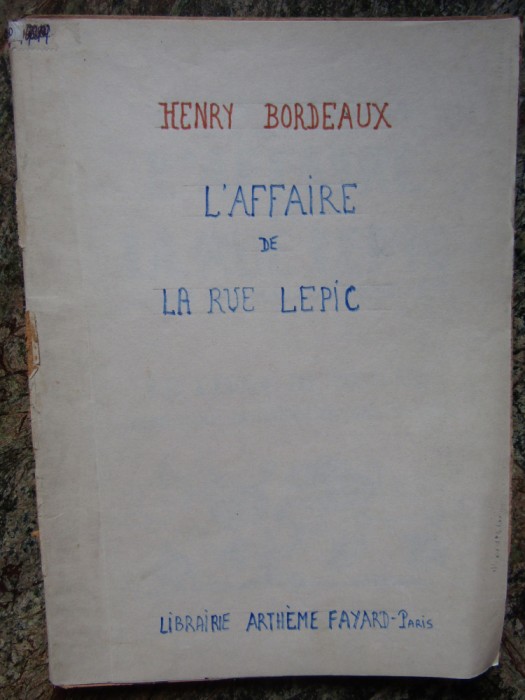 HENRY BORDEAUX
L'AFFAIRE
DE
LA RUE LEPIC
LIBRAIRIE ARTHÈME FAYARD-PARIS